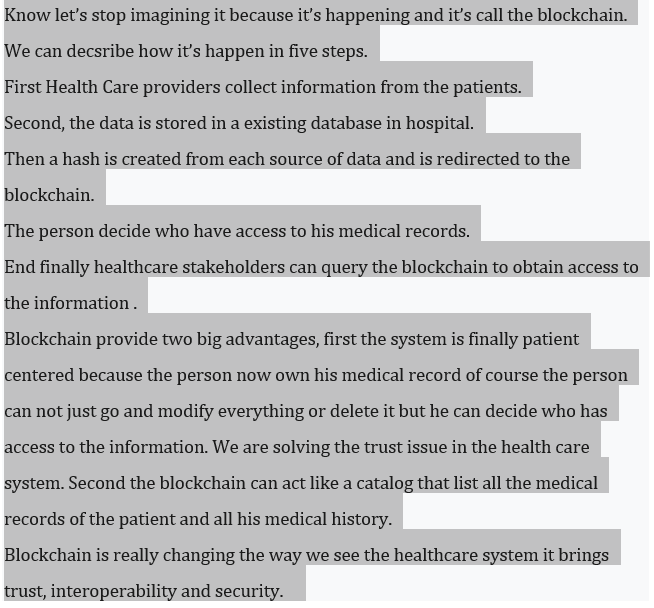 Know let's stop imagining it because it's happening and it's call the blockchain.
We can decsribe how it's happen in five steps.
First Health Care providers collect information from the patients.
Second, the data is stored in a existing database in hospital.
Then a hash is created from each source of data and is redirected to the
blockchain.
The person decide who have access to his medical records.
End finally healthcare stakeholders can query the blockchain to obtain access to
the information .
Blockchain provide two big advantages, first the system is finally patient
centered because the person now own his medical record of course the person
can not just go and modify everything or delete it but he can decide who has
access to the information. We are solving the trust issue in the health care
system. Second the blockchain can act like a catalog that list all the medical
records of the patient and all his medical history.
Blockchain is really changing the way we see the healthcare system it brings
trust, interoperability and security.